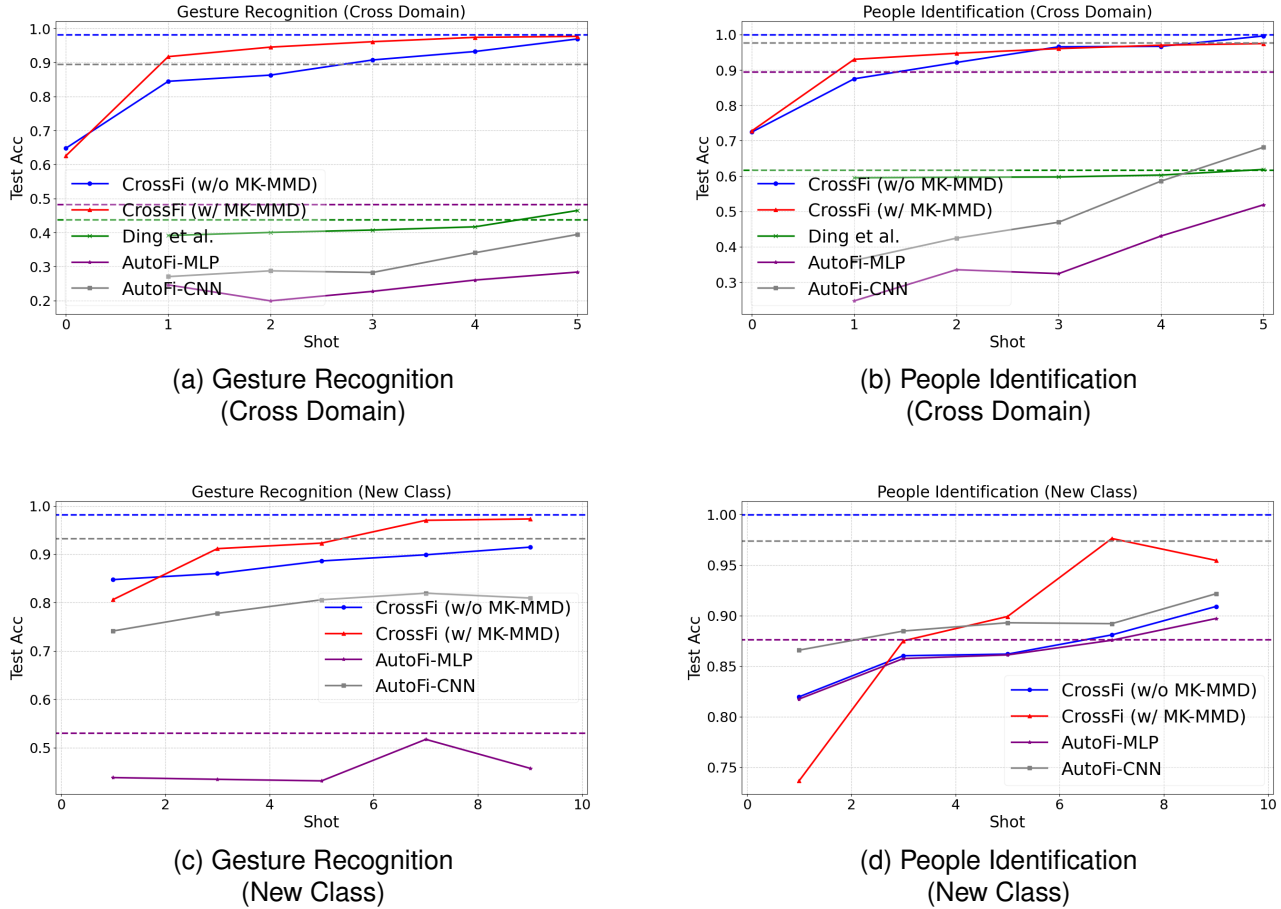 Gesture Recognition (Cross Domain)
1.0
0.9
0.8
0.7
0.6
0.5
0.4
0.3
0.2
Test Acc
CrossFi (w/o MK-MMD)
CrossFi (w/ MK-MMD)
Ding et al.
AutoFi-MLP
AutoFi-CNN
0 1 2 3 4 5
Shot
(a) Gesture Recognition
(Cross Domain)
People Identification (Cross Domain)
1.0
0.9
0.8
0.7
0.6
0.5
0.4
0.3
Test Acc
CrossFi (w/o MK-MMD)
CrossFi (w/ MK-MMD)
Ding et al.
AutoFi-MLP
AutoFi-CNN
0 1 2 3 4 5
Shot
(b) People Identification
(Cross Domain)
Gesture Recognition (New Class)
1.0
0.9
0.8
0.7
0.6
0.5
Test Acc
CrossFi (w/o MK-MMD)
CrossFi (w/ MK-MMD)
AutoFi-MLP
AutoFi-CNN
0 2 4 6 8 10
Shot
(c) Gesture Recognition
(New Class)
People Identification (New Class)
1.00
0.95
0.90
0.85
0.80
0.75
Test Acc
CrossFi (w/o MK-MMD)
CrossFi (w/ MK-MMD)
AutoFi-MLP
AutoFi-CNN
0 2 4 6 8 10
Shot
(d) People Identification
(New Class)